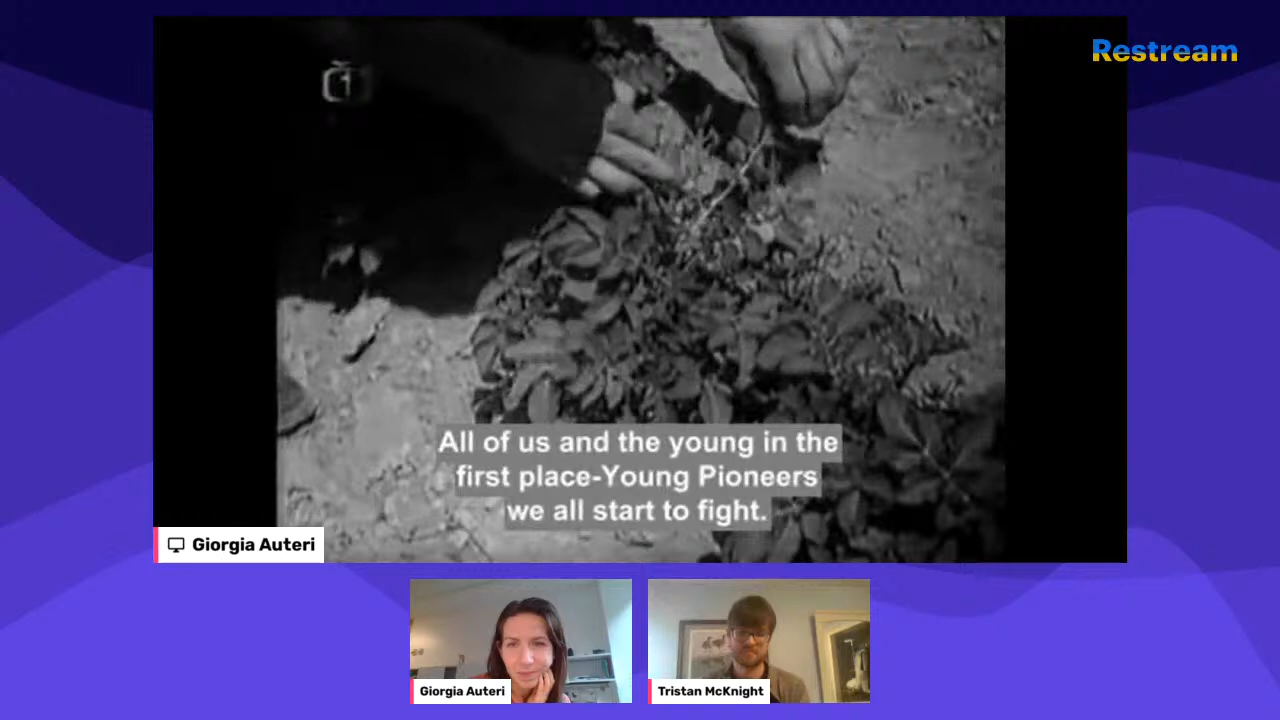 Restream
1
All of us and the young in the
first place-Young Pioneers
we all start to fight.
Giorgia Auteri
Giorgia Auteri
Tristan McKnight